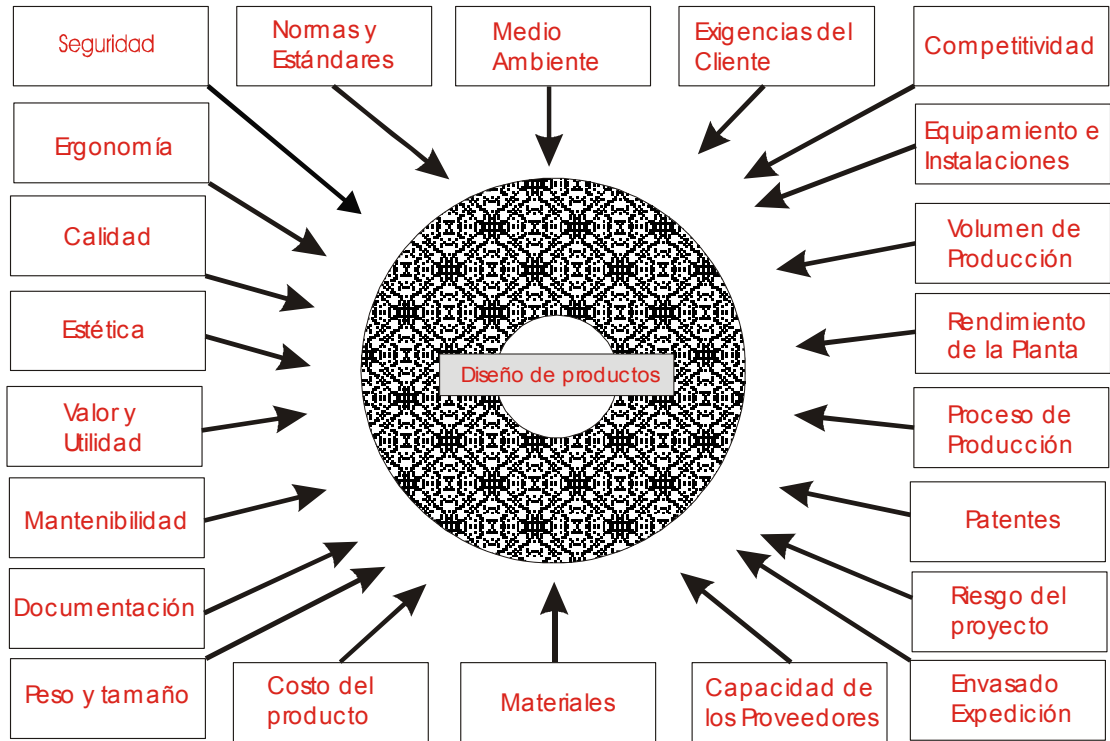 Seguridad
Normas y
Estándares
Medio
Ambiente
Exigencias del
Cliente
Competitividad
Ergonomía
Equipamiento e
Instalaciones
Calidad
Volumen de
Producción
Estética
Rendimiento
de la Planta
Diseño de productos
Valor y
Utilidad
Proceso de
Producción
Mantenibilidad
Patentes
Documentación
Riesgo del
proyecto
Peso y tamaño
Costo del
producto
Materiales
Capacidad de
los Proveedores
Envasado
Expedición